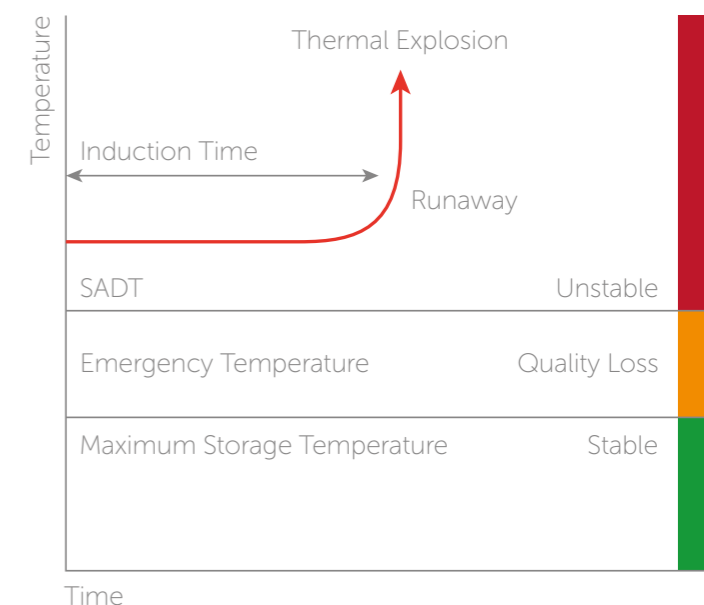 Temperature
Thermal Explosion
Induction Time
Runaway
SADT
Unstable
Emergency Temperature
Quality Loss
Maximum Storage Temperature
Stable
Time